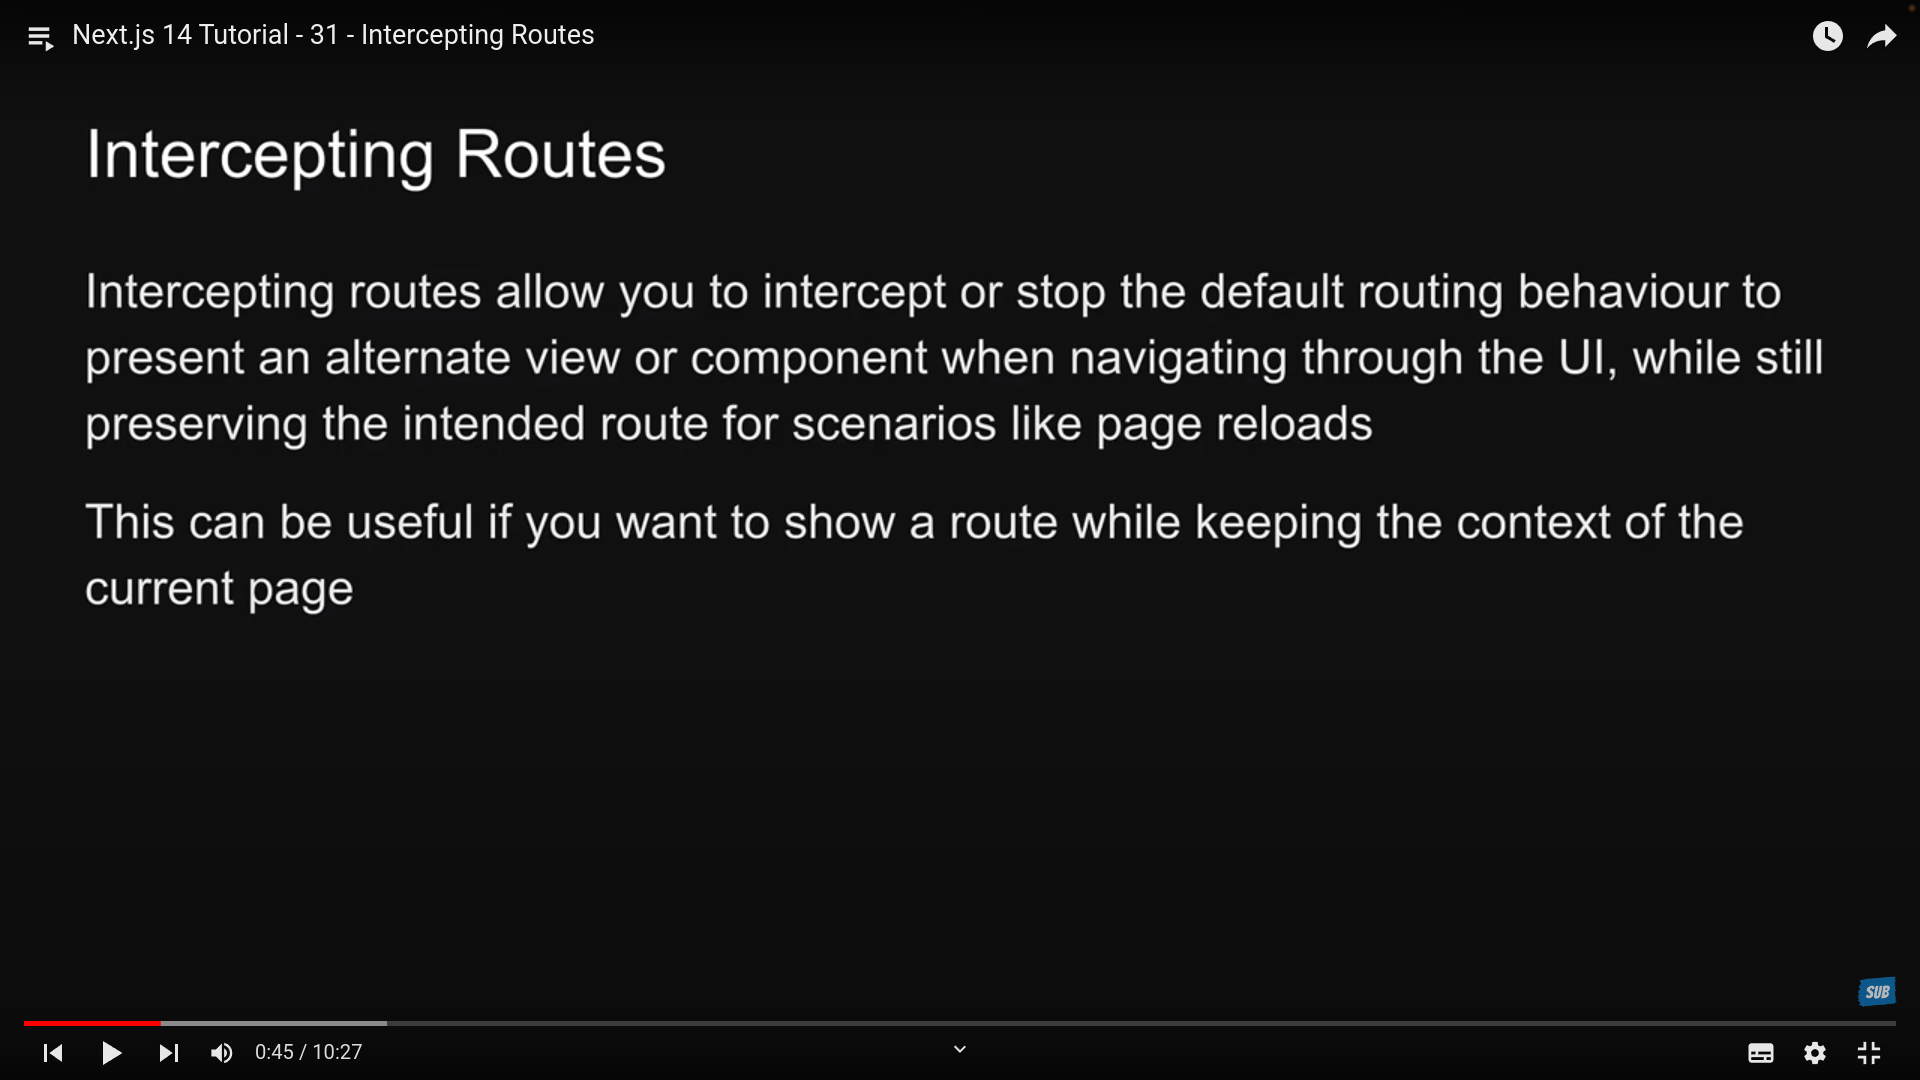 Next.js 14 Tutorial - 31 - Intercepting Routes
Intercepting Routes
Intercepting routes allow you to intercept or stop the default routing behaviour to
present an alternate view or component when navigating through the UI, while still
preserving the intended route for scenarios like page reloads
This can be useful if you want to show a route while keeping the context of the
current page
SUB
0:45 / 10:27